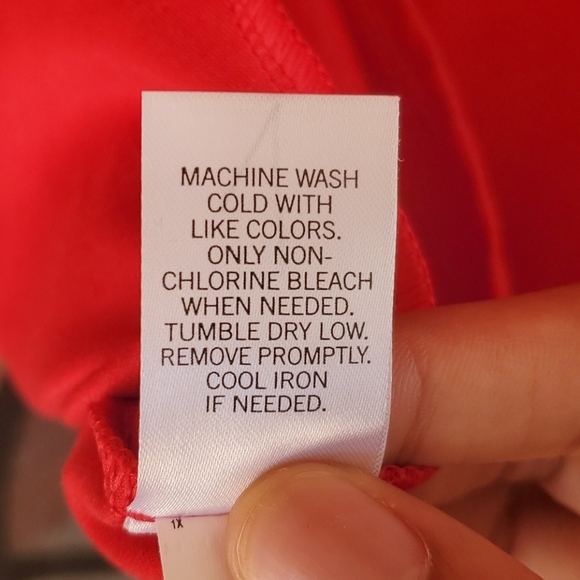 MACHINE WASH
COLD WITH
LIKE COLORS.
ONLY NON-
CHLORINE BLEACH
WHEN NEEDED.
TUMBLE DRY LOW.
REMOVE PROMPTLY.
COOL IRON
IF NEEDED.
1X